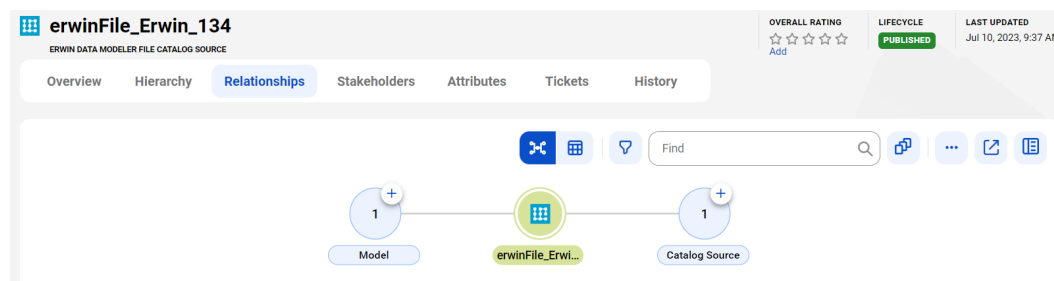 erwinFile_Erwin_134
ERWIN DATA MODELER FILE CATALOG SOURCE
OVERALL RATING
Add
LIFECYCLE
PUBLISHED
LAST UPDATED
Jul 10, 2023, 9:37 AM
Overview Hierarchy Relationships Stakeholders Attributes Tickets History
Find
1 1
Model erwinFile_Erwi... Catalog Source